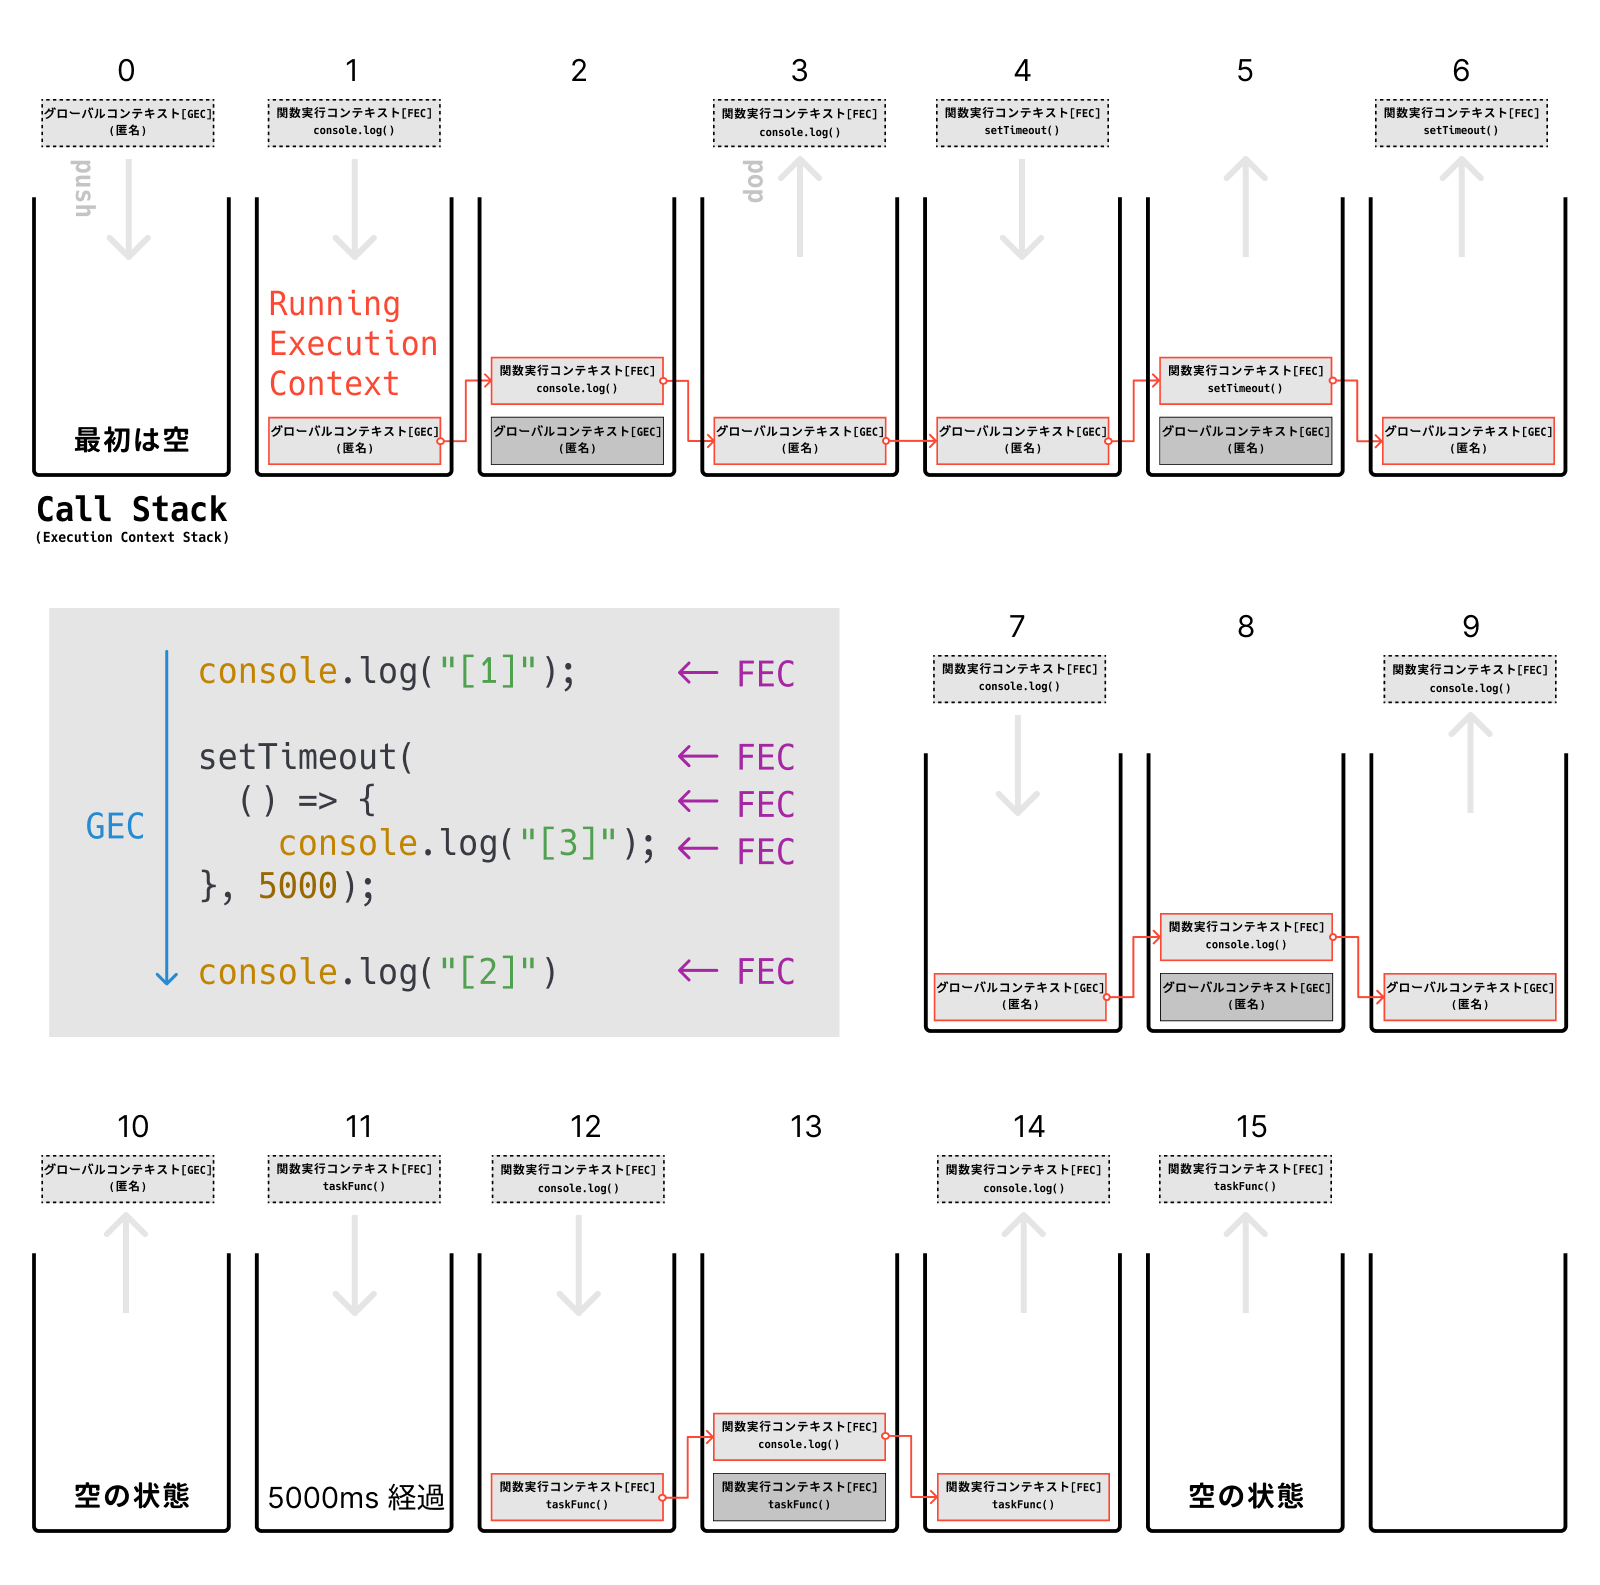 0
1
2
3
4
5
6
グローバルコンテキスト[GEC]
(匿名)
関数実行コンテキスト[FEC]
console.log()
関数実行コンテキスト[FEC]
console.log()
関数実行コンテキスト[FEC]
setTimeout()
関数実行コンテキスト[FEC]
setTimeout()
push
pop
Running
Execution
Context
最初は空
グローバルコンテキスト[GEC]
(匿名)
関数実行コンテキスト[FEC]
console.log()
グローバルコンテキスト[GEC]
(匿名)
グローバルコンテキスト[GEC]
(匿名)
グローバルコンテキスト[GEC]
(匿名)
関数実行コンテキスト[FEC]
setTimeout()
グローバルコンテキスト[GEC]
(匿名)
グローバルコンテキスト[GEC]
(匿名)
Call Stack
(Execution Context Stack)
GEC
console.log("[1]"); ← FEC
setTimeout( ← FEC
() => { ← FEC
console.log("[3]"); ← FEC
}, 5000);
console.log("[2]") ← FEC
7
8
9
関数実行コンテキスト[FEC]
console.log()
関数実行コンテキスト[FEC]
console.log()
グローバルコンテキスト[GEC]
(匿名)
関数実行コンテキスト[FEC]
console.log()
グローバルコンテキスト[GEC]
(匿名)
グローバルコンテキスト[GEC]
(匿名)
10
11
12
13
14
15
グローバルコンテキスト[GEC]
(匿名)
関数実行コンテキスト[FEC]
taskFunc()
関数実行コンテキスト[FEC]
console.log()
関数実行コンテキスト[FEC]
console.log()
関数実行コンテキスト[FEC]
taskFunc()
空の状態
5000ms 経過
関数実行コンテキスト[FEC]
taskFunc()
関数実行コンテキスト[FEC]
console.log()
関数実行コンテキスト[FEC]
taskFunc()
関数実行コンテキスト[FEC]
taskFunc()
空の状態